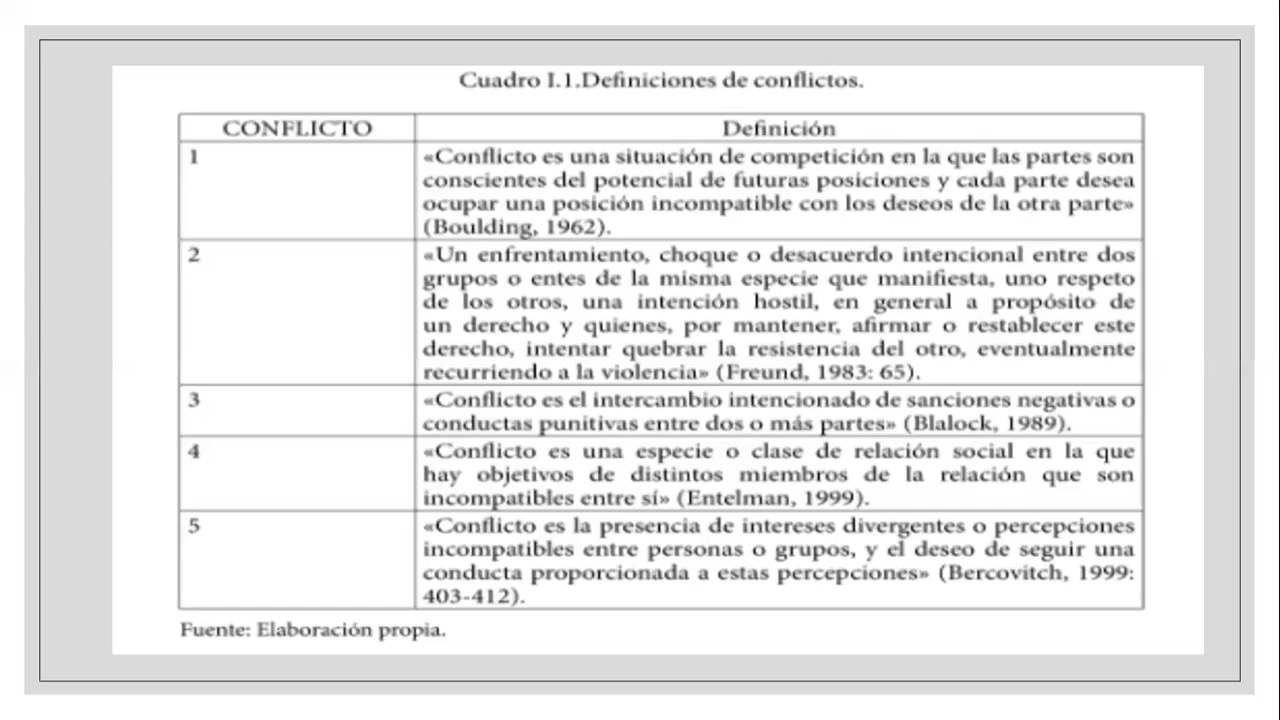 Cuadro I.1.Definiciones de conflictos.
CONFLICTO Definición
1 «Conflicto es una situación de competición en la que las partes son
conscientes del potencial de futuras posiciones y cada parte desea
ocupar una posición incompatible con los deseos de la otra parte»
(Boulding, 1962).
2 «Un enfrentamiento, choque o desacuerdo intencional entre dos
grupos o entes de la misma especie que manifiesta, uno respeto
de los otros, una intención hostil, en general a propósito de
un derecho y quienes, por mantener, afirmar o restablecer este
derecho, intentar quebrar la resistencia del otro, eventualmente
recurriendo a la violencia» (Freund, 1983: 65).
3 «Conflicto es el intercambio intencionado de sanciones negativas o
conductas punitivas entre dos o más partes» (Blalock, 1989).
4 «Conflicto es una especie o clase de relación social en la que
hay objetivos de distintos miembros de la relación que son
incompatibles entre sí» (Entelman, 1999).
5 «Conflicto es la presencia de intereses divergentes o percepciones
incompatibles entre personas o grupos, y el deseo de seguir una
conducta proporcionada a estas percepciones» (Bercovitch, 1999:
403-412).
Fuente: Elaboración propia.